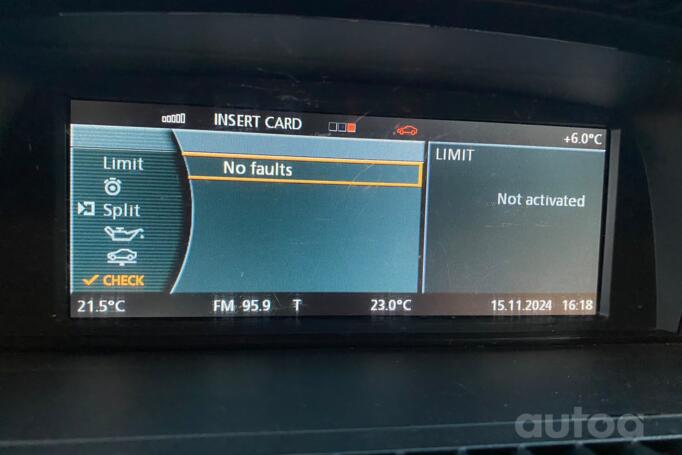 INSERT CARD
+6.0°C
Limit
No faults
LIMIT
Split
Not activated
CHECK
21.5°C FM 95.9 T 23.0°C 15.11.2024 16:18
autoq